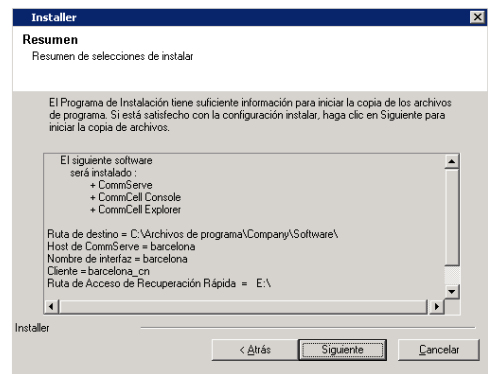 Installer
Resumen
Resumen de selecciones de instalar
El Programa de Instalación tiene suficiente información para iniciar la copia de los archivos
de programa. Si está satisfecho con la configuración instalar, haga clic en Siguiente para
iniciar la copia de archivos.
El siguiente software
será instalado :
+ CommServe
+ CommCell Console
+ CommCell Explorer
Ruta de destino = C:\Archivos de programa\Company\Software\
Host de CommServe = barcelona
Nombre de interfaz = barcelona
Cliente = barcelona_cn
Ruta de Acceso de Recuperación Rápida = E:\
Installer
< Atrás
Siguiente
Cancelar